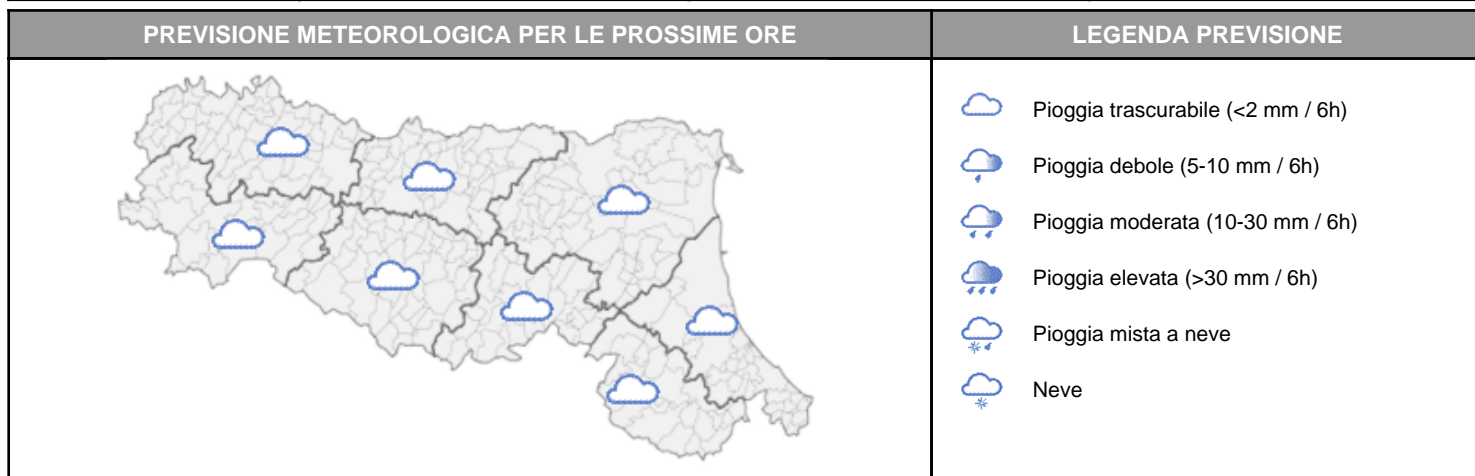 PREVISIONE METEOROLOGICA PER LE PROSSIME ORE
LEGENDA PREVISIONE
Pioggia trascurabile (<2 mm / 6h)
Pioggia debole (5-10 mm / 6h)
Pioggia moderata (10-30 mm / 6h)
Pioggia elevata (>30 mm / 6h)
Pioggia mista a neve
Neve